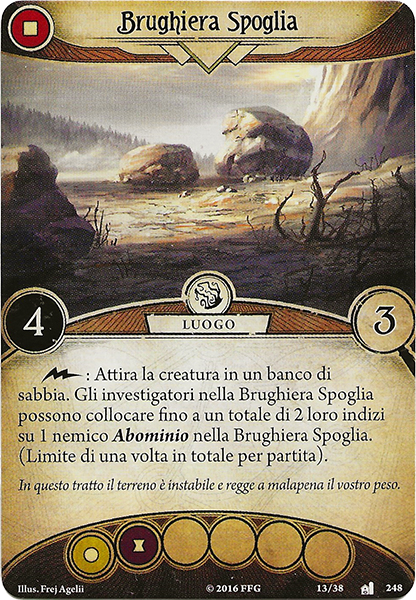 Brughiera Spoglia
4
LUOGO
3
: Attira la creatura in un banco di
sabbia. Gli investigatori nella Brughiera Spoglia
possono collocare fino a un totale di 2 loro indizi
su 1 nemico Abominio nella Brughiera Spoglia.
(Limite di una volta in totale per partita).
In questo tratto il terreno è instabile e regge a malapena il vostro peso.
Illus. Frej Agelii © 2016 FFG 13/38 248